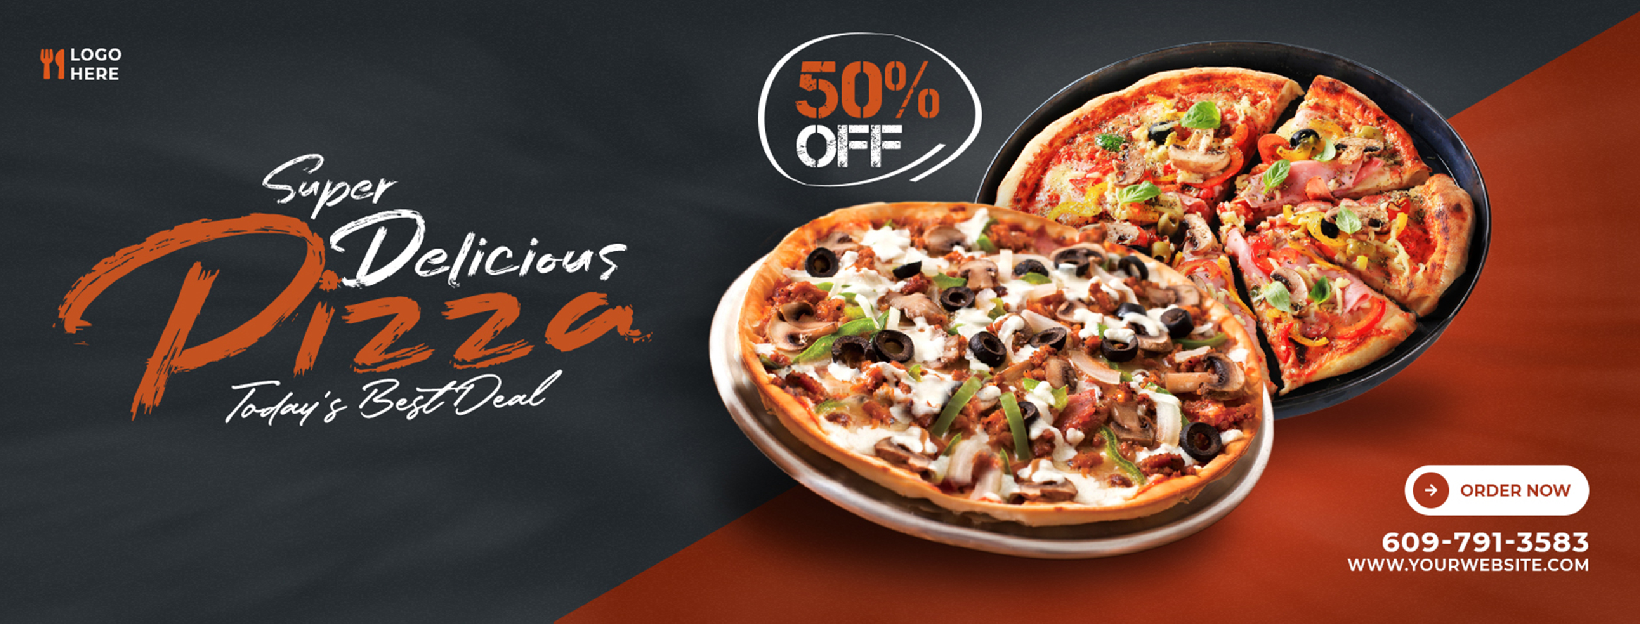 LOGO
HERE
Super
Delicious
Pizza
Today's Best Deal
50%
OFF
ORDER NOW
609-791-3583
WWW.YOURWEBSITE.COM